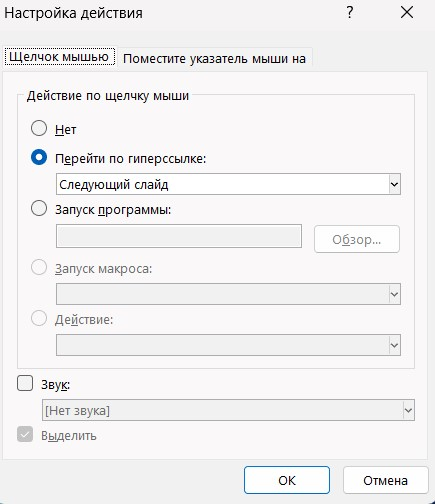 Настройка действия ?
Щелчок мышью Поместите указатель мыши на
Действие по щелчку мыши
Нет
Перейти по гиперссылке:
Следующий слайд
Запуск программы:
Обзор...
Запуск макроса:
Действие:
Звук:
[Нет звука]
Выделить
ОК Отмена